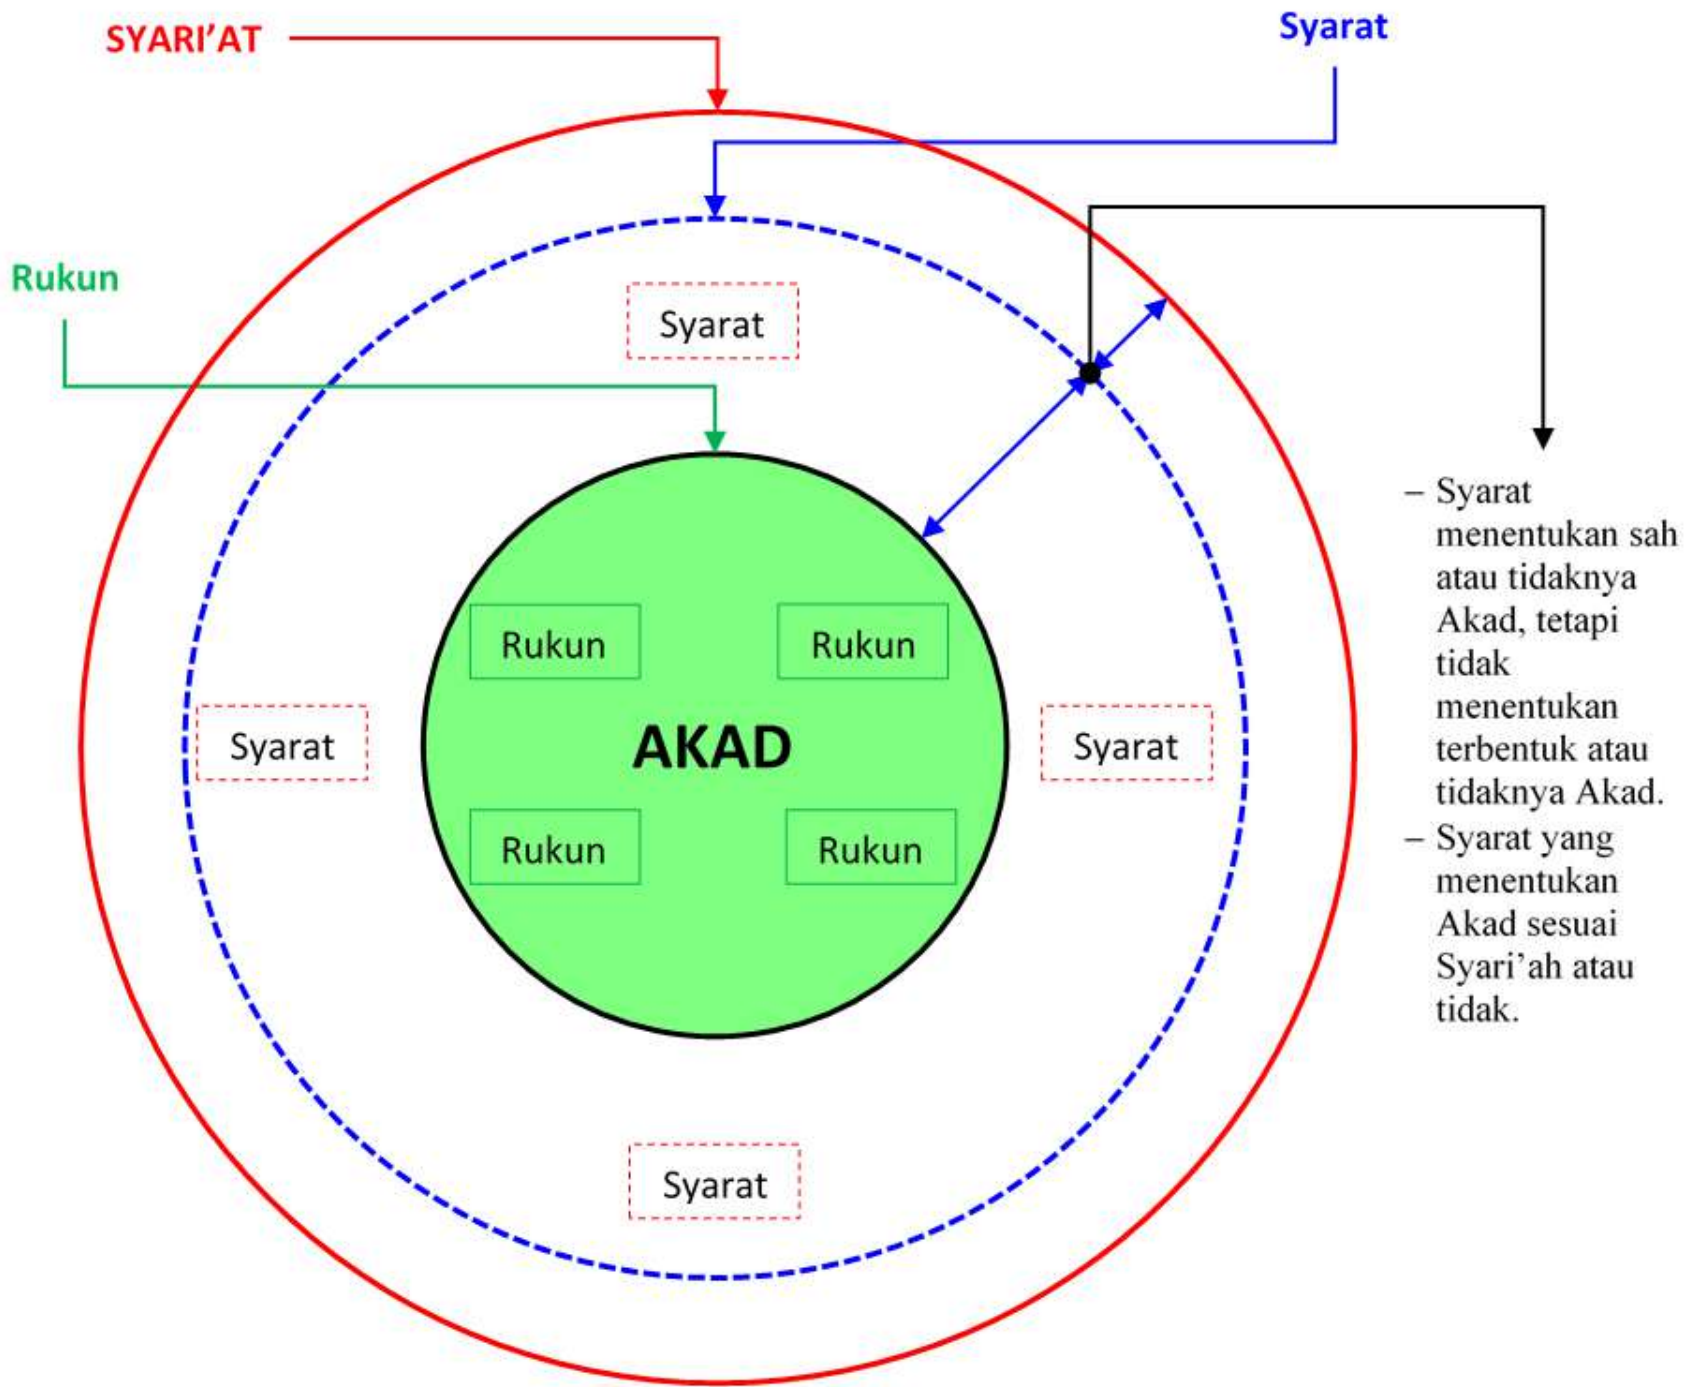 SYARI’AT
Syarat
Rukun
Syarat
Rukun
Rukun
Syarat
AKAD
Syarat
Rukun
Rukun
Syarat
– Syarat
menentukan sah
atau tidaknya
Akad, tetapi
tidak
menentukan
terbentuk atau
tidaknya Akad.
– Syarat yang
menentukan
Akad sesuai
Syari’ah atau
tidak.